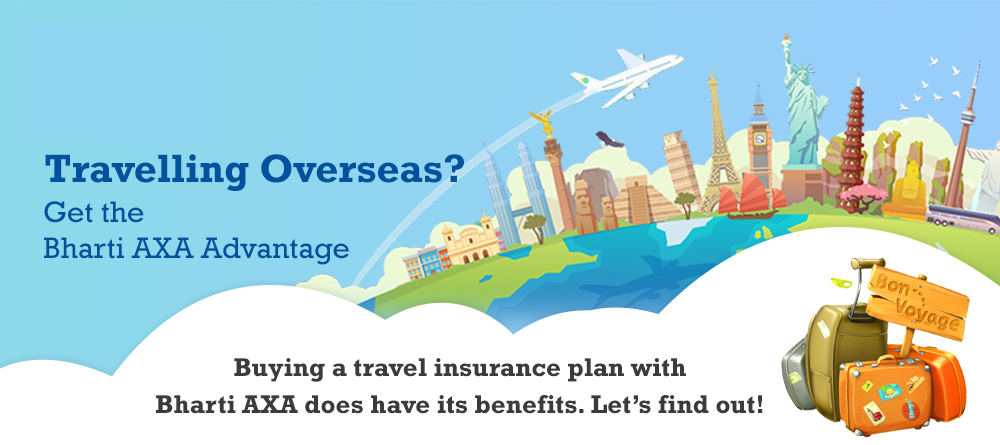 Travelling Overseas?
Get the
Bharti AXA Advantage
Bon
Voyage
Buying a travel insurance plan with
Bharti AXA does have its benefits. Let’s find out!